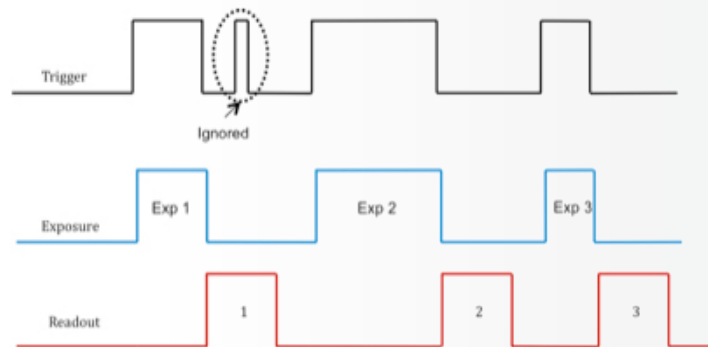 Trigger
Ignored
Exp 1
Exp 2
Exp 3
Exposure
1
2
3
Readout